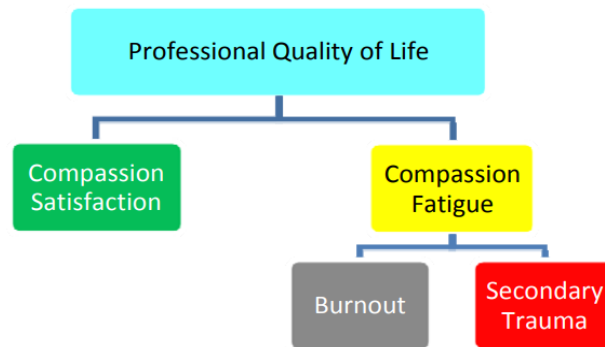 Professional Quality of Life
Compassion
Satisfaction
Compassion
Fatigue
Burnout
Secondary
Trauma